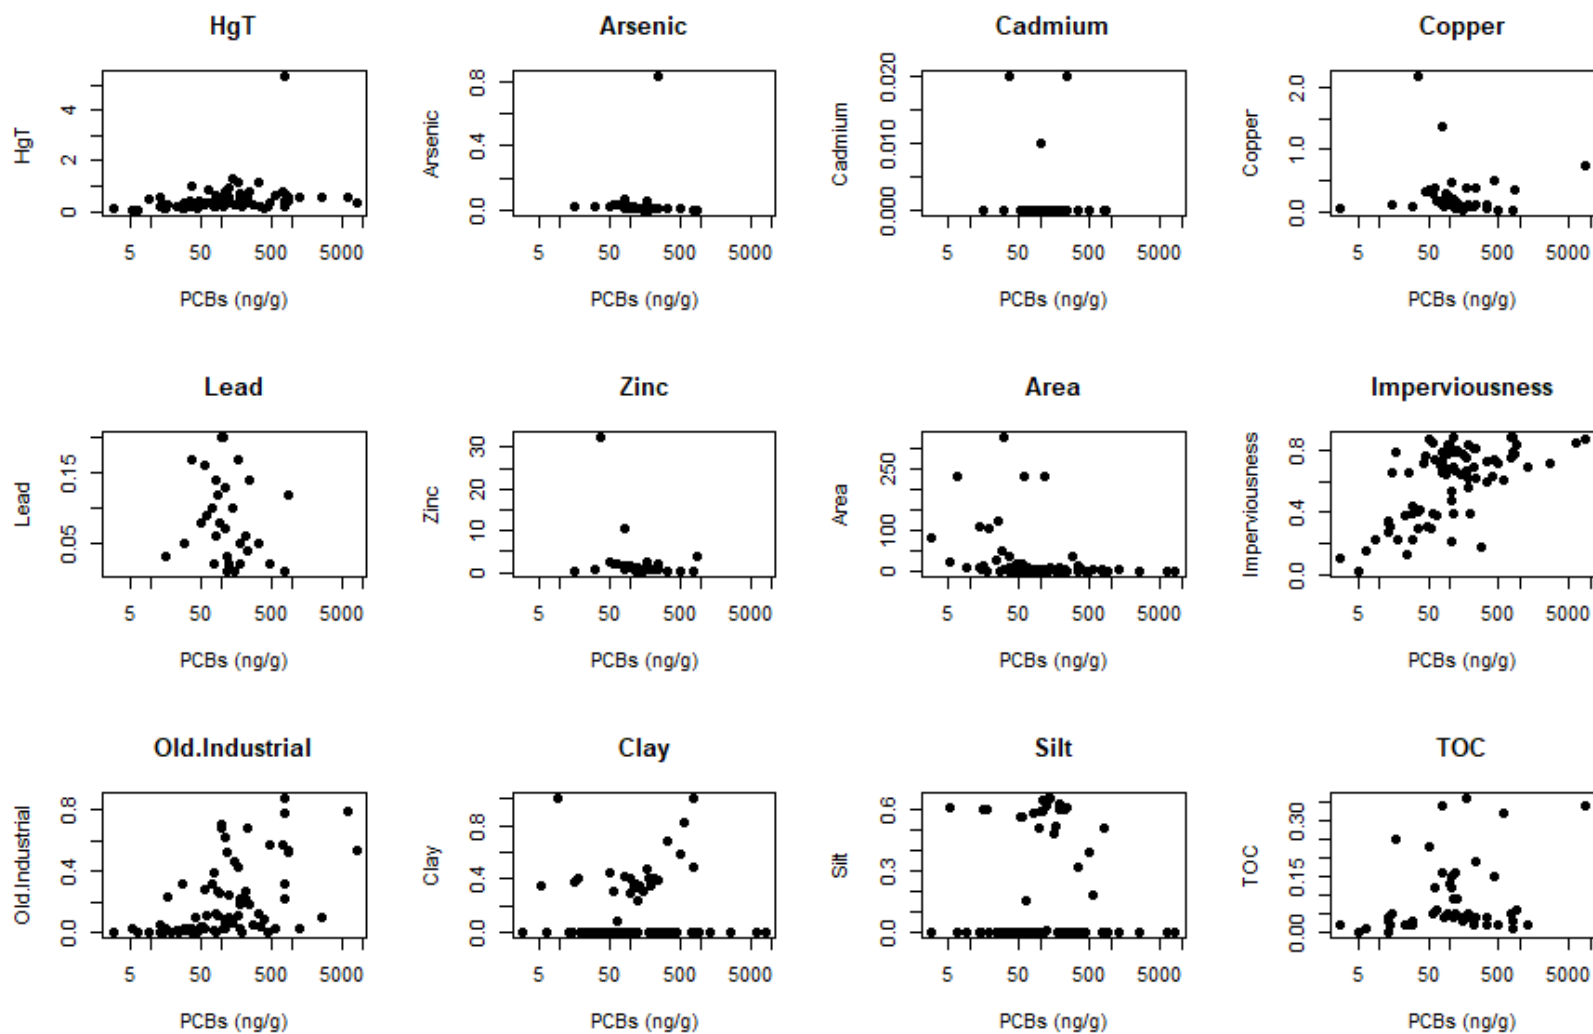 HgT Arsenic Cadmium Copper
HgT
0 2 4
5 50 500 5000
PCBs (ng/g)
Arsenic
0.0 0.4 0.8
5 50 500 5000
PCBs (ng/g)
Cadmium
0.000 0.010 0.020
5 50 500 5000
PCBs (ng/g)
Copper
0.0 1.0 2.0
5 50 500 5000
PCBs (ng/g)
Lead Zinc Area Imperviousness
Lead
0.05 0.15
5 50 500 5000
PCBs (ng/g)
Zinc
0 10 20 30
5 50 500 5000
PCBs (ng/g)
Area
0 100 250
5 50 500 5000
PCBs (ng/g)
Imperviousness
0.0 0.4 0.8
5 50 500 5000
PCBs (ng/g)
Old.Industrial Clay Silt TOC
Old.Industrial
0.0 0.4 0.8
5 50 500 5000
PCBs (ng/g)
Clay
0.0 0.4 0.8
5 50 500 5000
PCBs (ng/g)
Silt
0.0 0.3 0.6
5 50 500 5000
PCBs (ng/g)
TOC
0.00 0.15 0.30
5 50 500 5000
PCBs (ng/g)